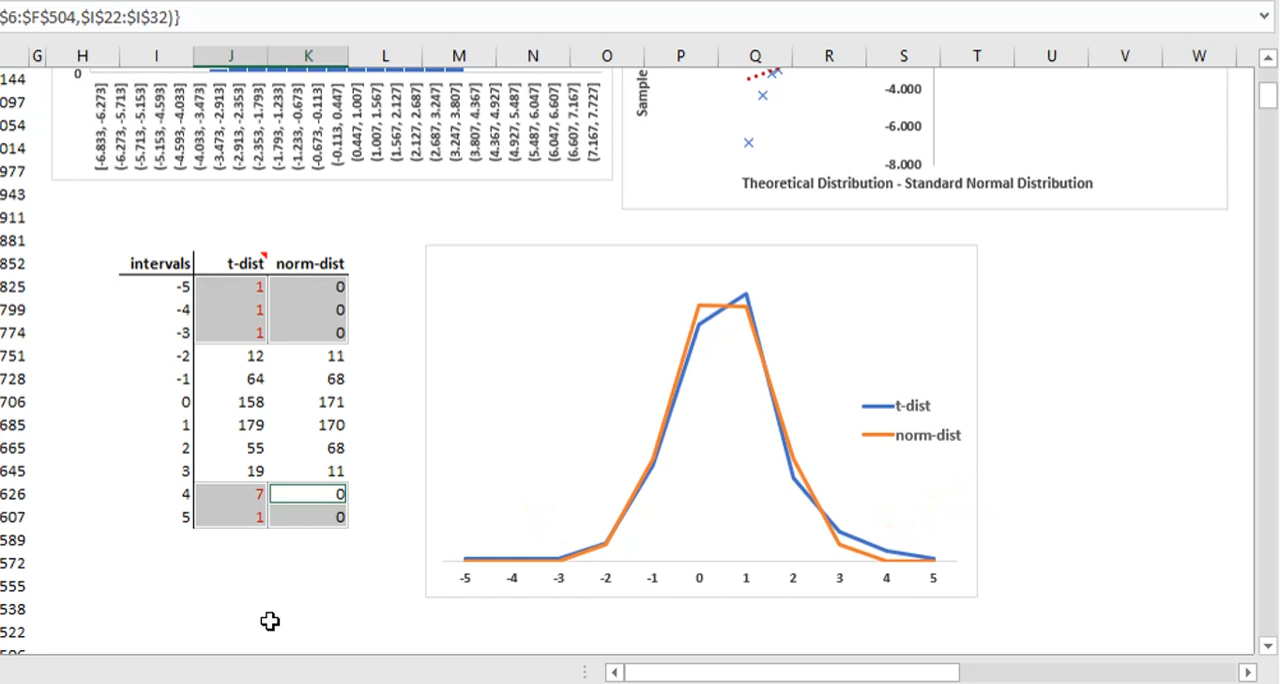 $6:$F$504,$I$22:$I$32)}
G H I J K L M N O P Q R S T U V W
144
097
054
014
977
943
911
881
852
825
799
774
751
728
706
685
665
645
626
607
589
572
555
538
522
0
[-6.833, -6.273]
(-6.273, -5.713]
(-5.713, -5.153]
(-5.153, -4.593]
(-4.593, -4.033]
(-4.033, -3.473]
(-3.473, -2.913]
(-2.913, -2.353]
(-2.353, -1.793]
(-1.793, -1.233]
(-1.233, -0.673]
(-0.673, -0.113]
(-0.113, 0.447]
(0.447, 1.007]
(1.007, 1.567]
(1.567, 2.127]
(2.127, 2.687]
(2.687, 3.247]
(3.247, 3.807]
(3.807, 4.367]
(4.367, 4.927]
(4.927, 5.487]
(5.487, 6.047]
(6.047, 6.607]
(6.607, 7.167]
(7.167, 7.727]
Sample
-4.000
-6.000
-8.000
Theoretical Distribution - Standard Normal Distribution
intervals t-dist norm-dist
-5 1 0
-4 1 0
-3 1 0
-2 12 11
-1 64 68
0 158 171
1 179 170
2 55 68
3 19 11
4 7 0
5 1 0
t-dist
norm-dist
-5 -4 -3 -2 -1 0 1 2 3 4 5